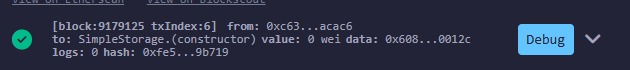 view on Etherscan view on Blockscout
[block:9179125 txIndex:6] from: 0xc63...acac6
to: SimpleStorage.(constructor) value: 0 wei data: 0x608...0012c
logs: 0 hash: 0xfe5...9b719
Debug